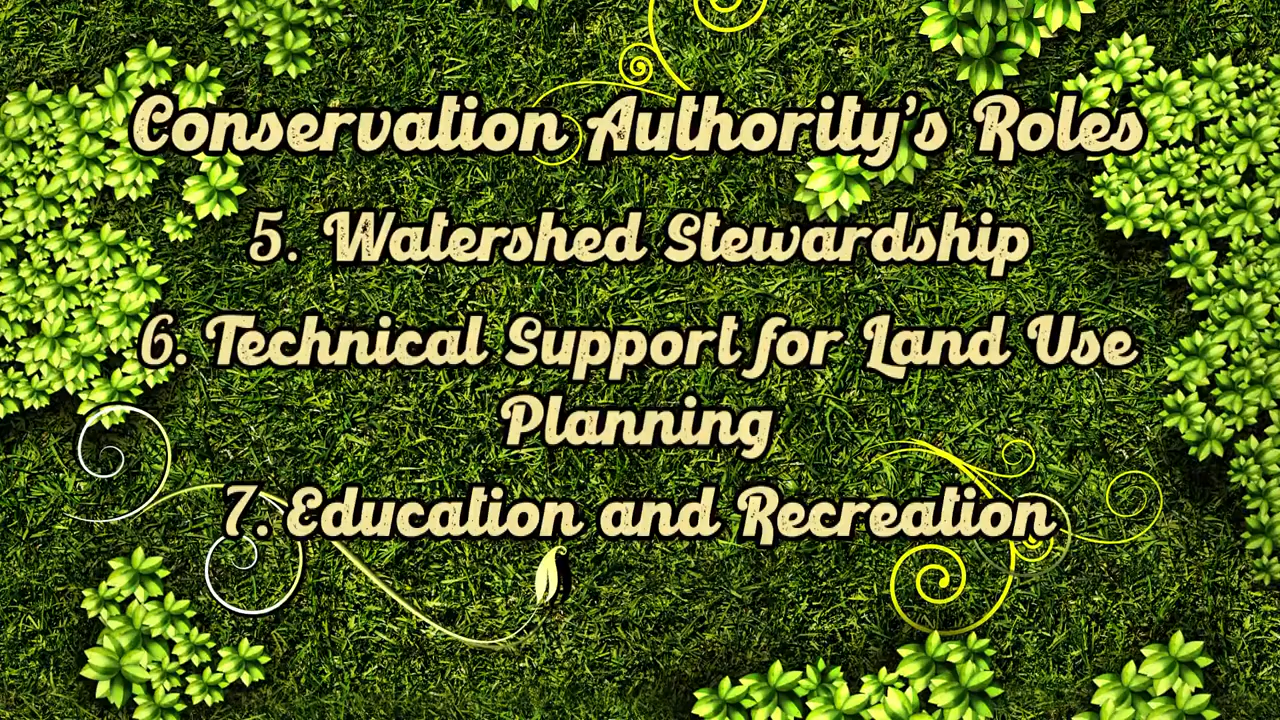 Conservation Authority's Roles
5. Watershed Stewardship
6. Technical Support for Land Use
Planning
7. Education and Recreation